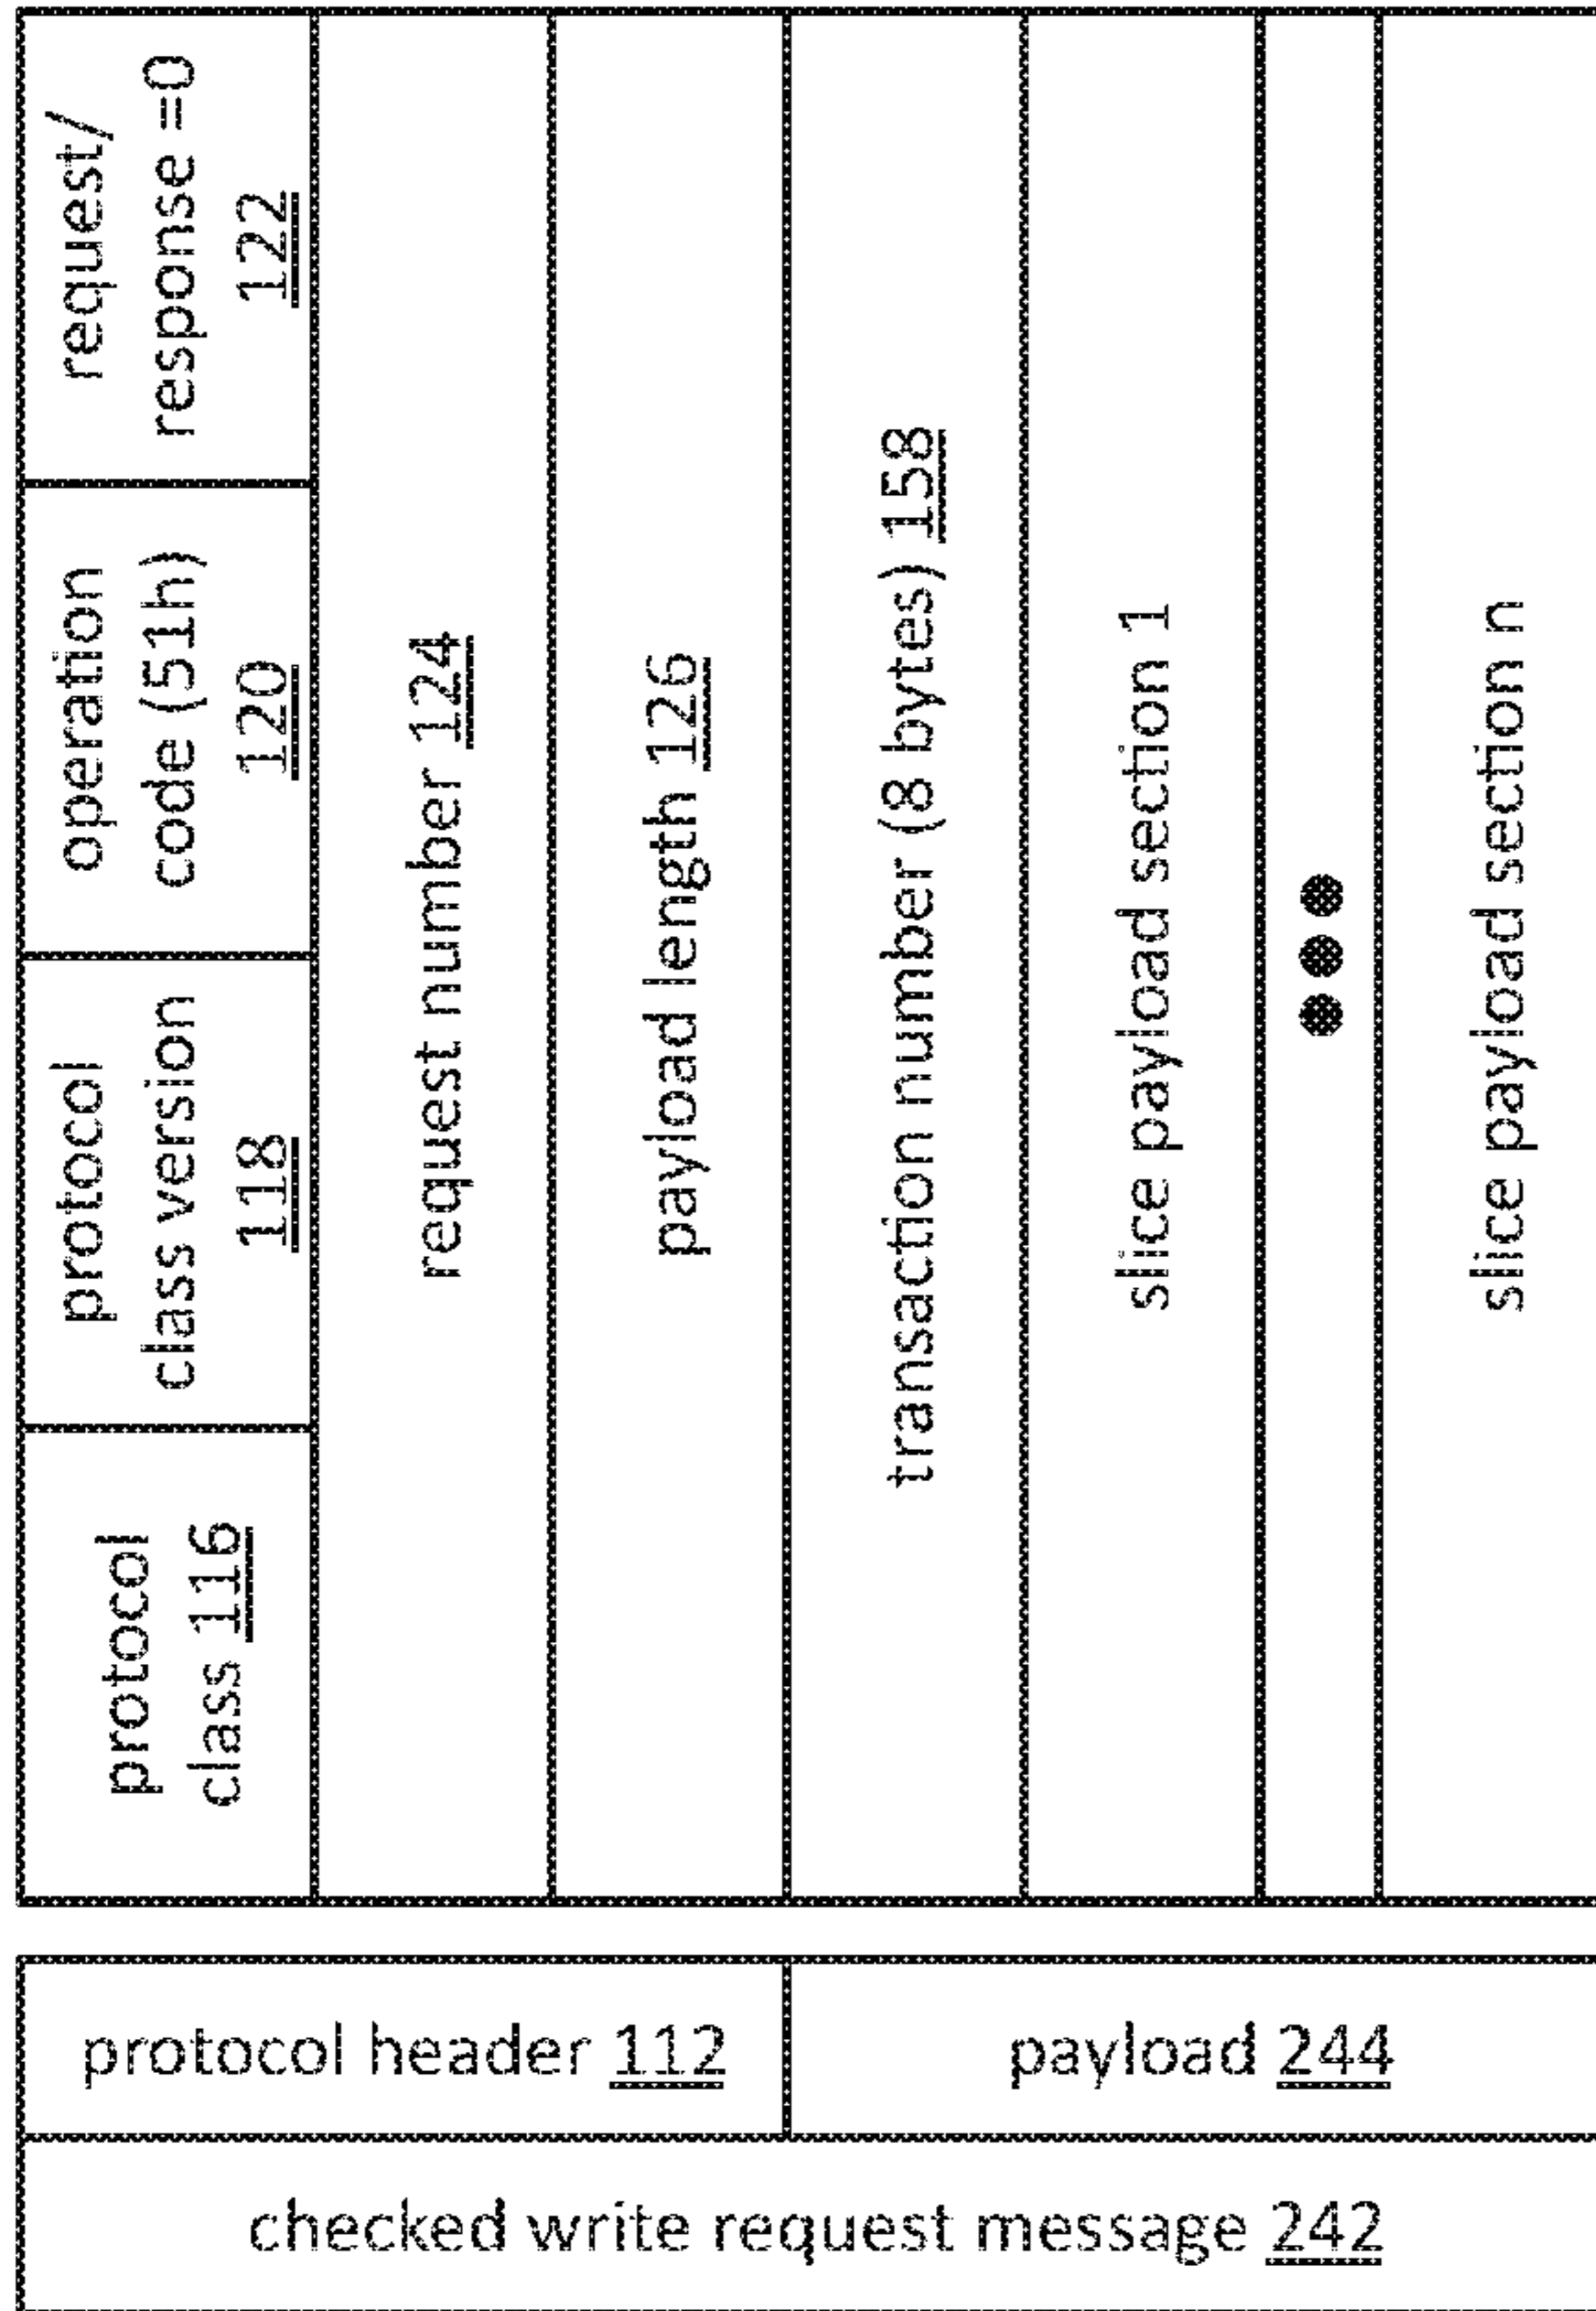 checked write request message 242
protocol header 112
payload 244
protocol
class 116
protocol
class version
118
operation
code (51h)
120
request/
response =0
122
request number 124
payload length 126
transaction number (8 bytes) 158
slice payload section 1
slice payload section n